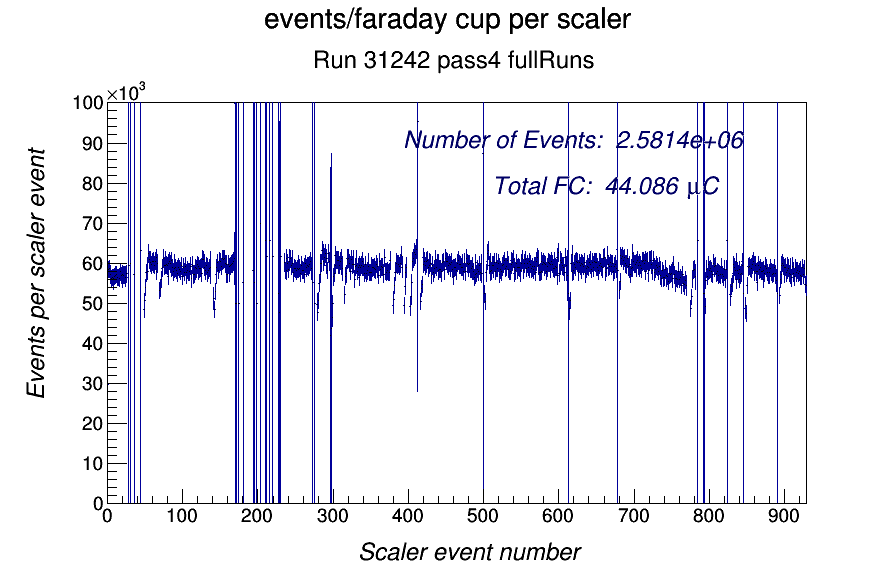 events/faraday cup per scaler
Run 31242 pass4 fullRuns
×10³
100
90
80
70
60
50
40
30
20
10
0
Events per scaler event
Number of Events: 2.5814e+06
Total FC: 44.086 μC
0 100 200 300 400 500 600 700 800 900
Scaler event number